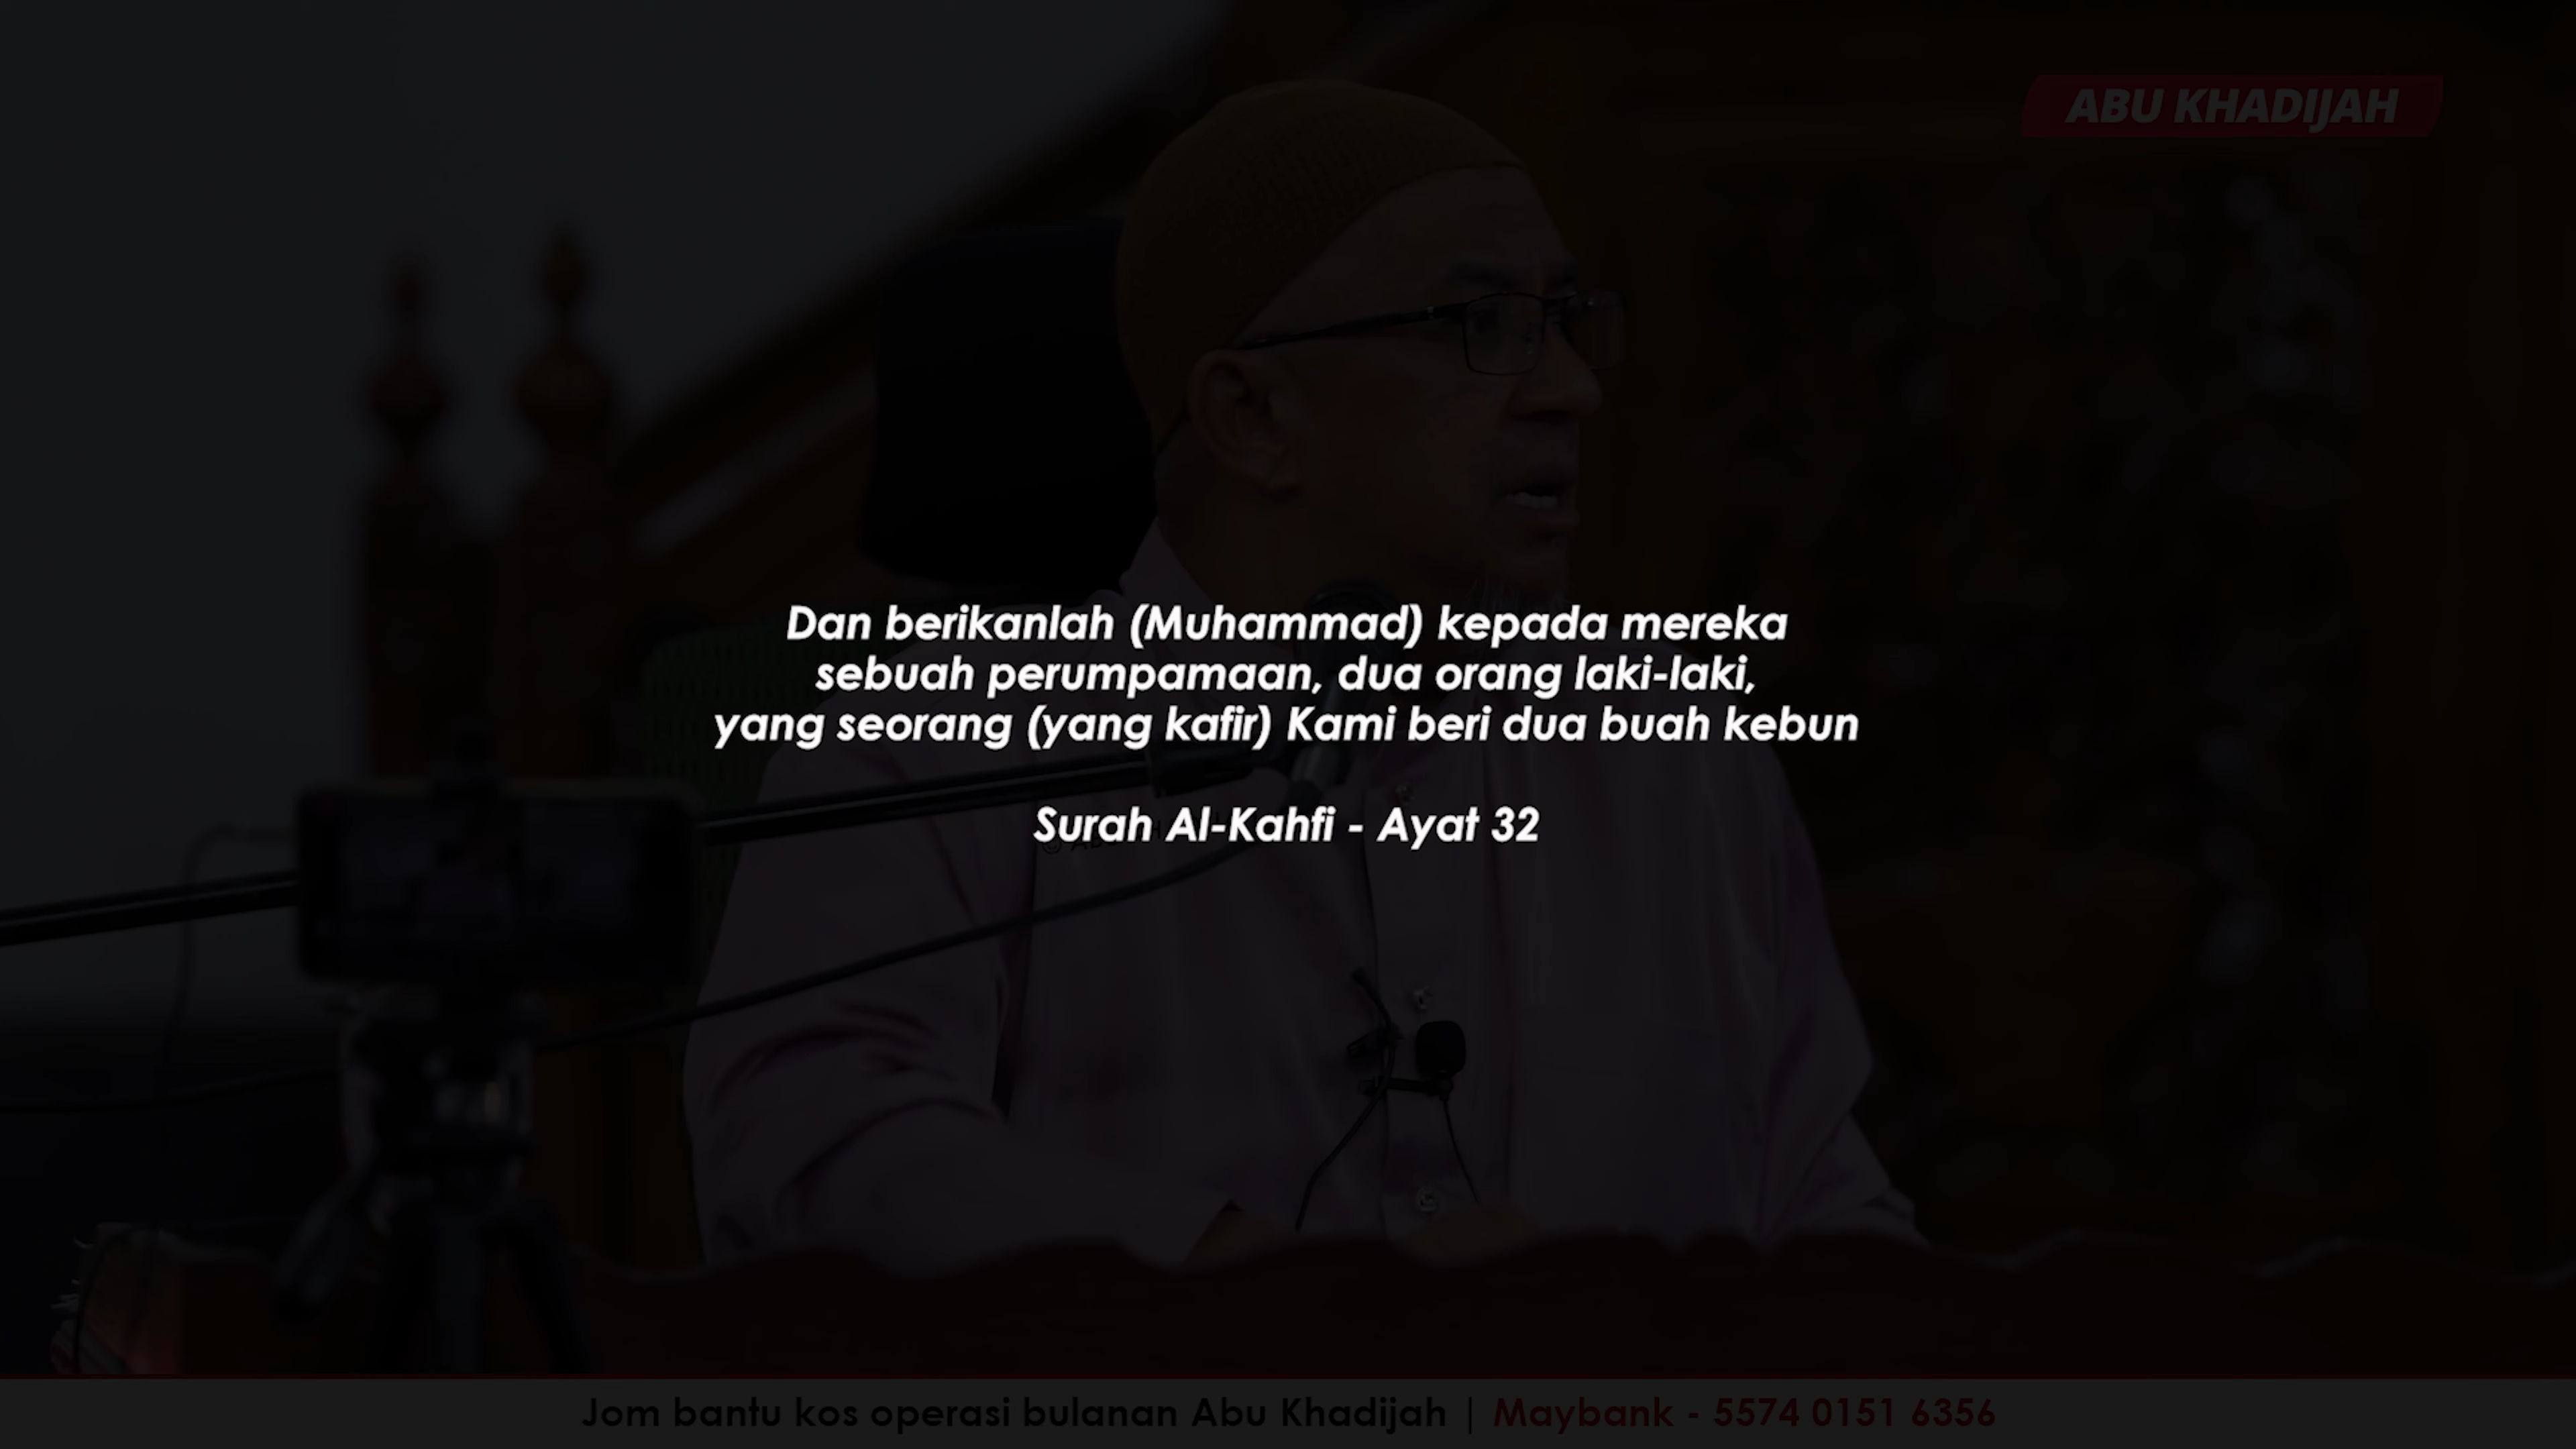 ABU KHADIJAH
Dan berikanlah (Muhammad) kepada mereka
sebuah perumpamaan, dua orang laki-laki,
yang seorang (yang kafir) Kami beri dua buah kebun
Surah Al-Kahfi - Ayat 32
Jom bantu kos operasi bulanan Abu Khadijah | Maybank - 5574 0151 6356